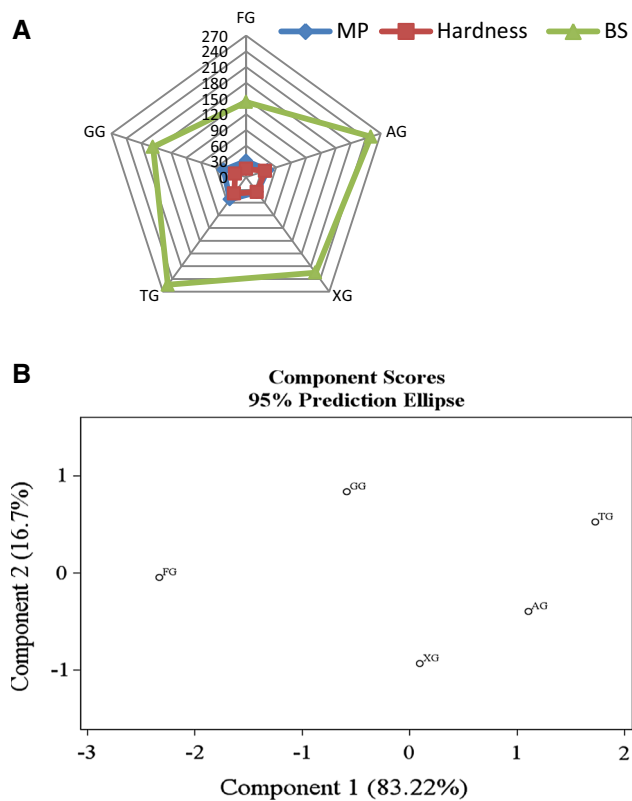 A
FG
MP Hardness BS
270
240
210
180
150
120
90
60
30
0
GG
AG
TG
XG
B
Component Scores
95% Prediction Ellipse
Component 2 (16.7%)
1
0
-1
GG
TG
FG
AG
XG
-3 -2 -1 0 1 2
Component 1 (83.22%)